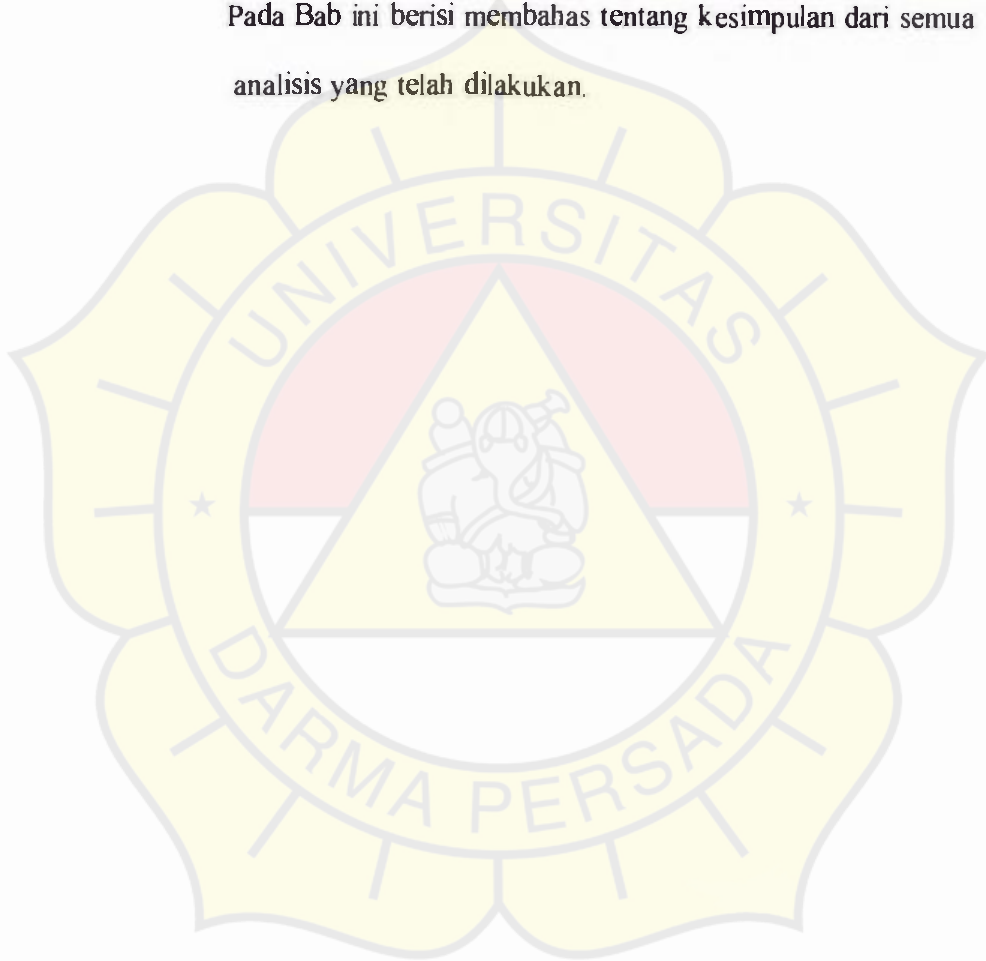 Pada Bab ini berisi membahas tentang kesimpulan dari semua
analisis yang telah dilakukan.
UNIVERSITAS
DARMA PERSADA